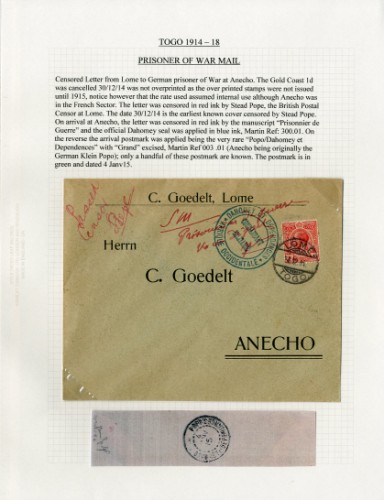 TOGO 1914 – 18
PRISONER OF WAR MAIL
Censored Letter from Lome to German prisoner of War at Anecho. The Gold Coast 1d
was cancelled 30/12/14 was not overprinted as the over printed stamps were not issued
until 1915, notice however that the rate used assumed internal use although Anecho was
in the French Sector. The letter was censored in red ink by Stead Pope, the British Postal
Censor at Lome. The date 30/12/14 in the earliest known cover censored by Stead Pope.
On arrival at Anecho, the letter was censored in red ink by the manuscript "Prisonnier de
Guerre" and the official Dahomey seal was applied in blue ink, Martin Ref: 300.01. On
the reverse the arrival postmark was applied being the very rare "Popo/Dahomey et
Dependences" with "Grand" excised, Martin Ref 003 .01 (Anecho being originally the
German Klein Popo); only a handful of these postmark are known. The postmark is in
green and dated 4 Janv15.
C. Goedelt, Lome
Herrn
C. Goedelt
ANECHO
OCCIDENTALE
TOGO